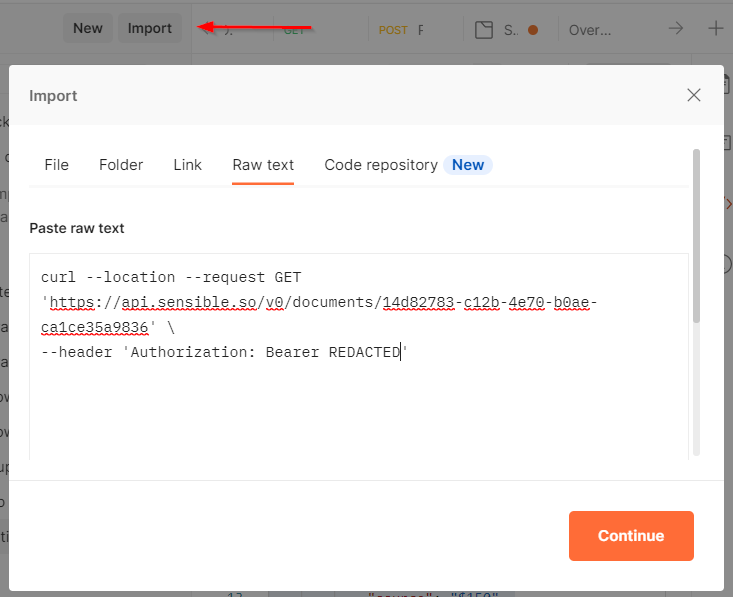 New Import GET POST F S.. Over...
Import
File Folder Link Raw text Code repository New
Paste raw text
curl --location --request GET
'https://api.sensible.so/v0/documents/14d82783-c12b-4e70-b0ae-
ca1ce35a9836' \
--header 'Authorization: Bearer REDACTED'
Continue